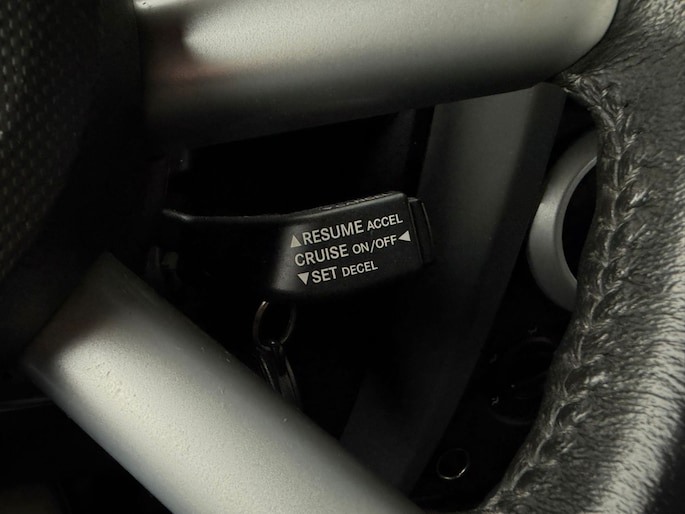 ▲RESUME ACCEL
CRUISE ON/OFF◀
▼SET DECEL